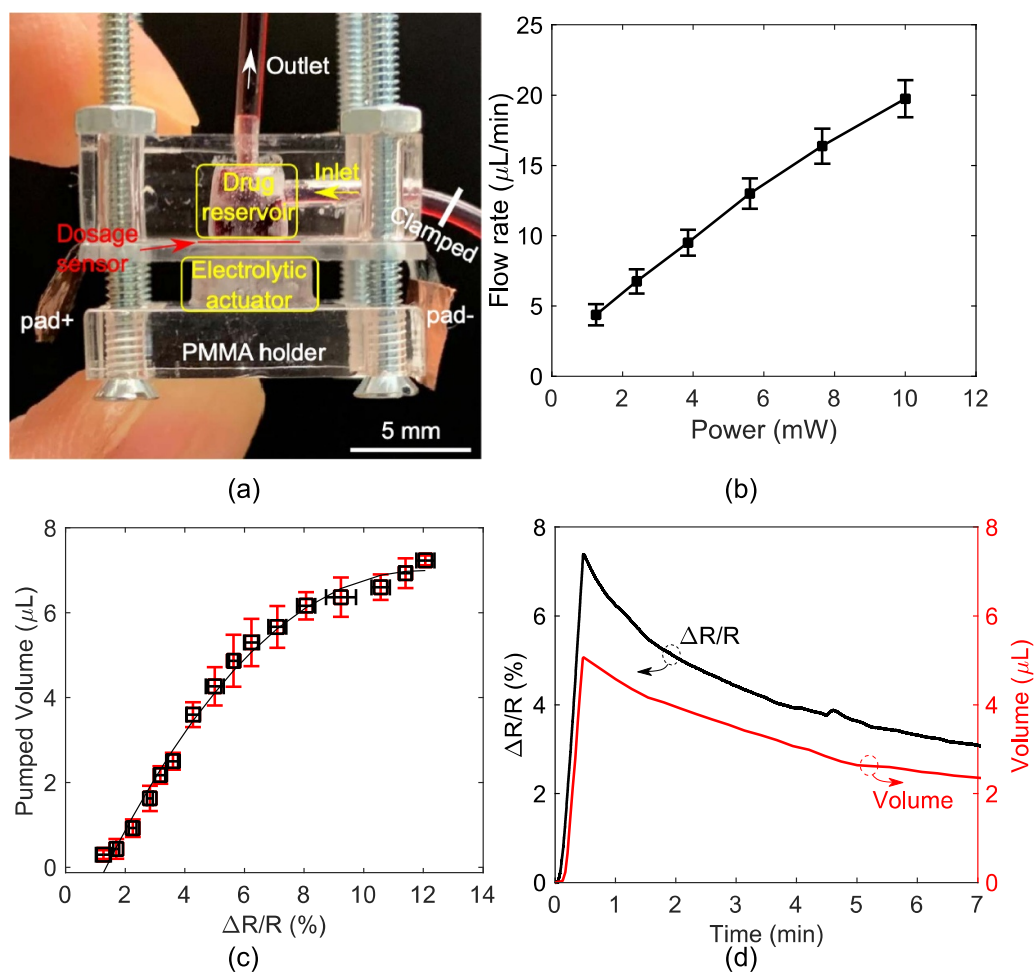 Outlet
Inlet
Drug
reservoir
Clamped
Dosage
sensor
Electrolytic
actuator
pad+
pad-
PMMA holder
5 mm
(a)
25
20
15
10
5
0
Flow rate (μL/min)
0 2 4 6 8 10 12
Power (mW)
(b)
8
6
4
2
0
Pumped Volume (μL)
0 2 4 6 8 10 12 14
ΔR/R (%)
(c)
8
6
4
2
0
ΔR/R (%)
ΔR/R
Volume
8
6
4
2
0
Volume (μL)
0 1 2 3 4 5 6 7
Time (min)
(d)